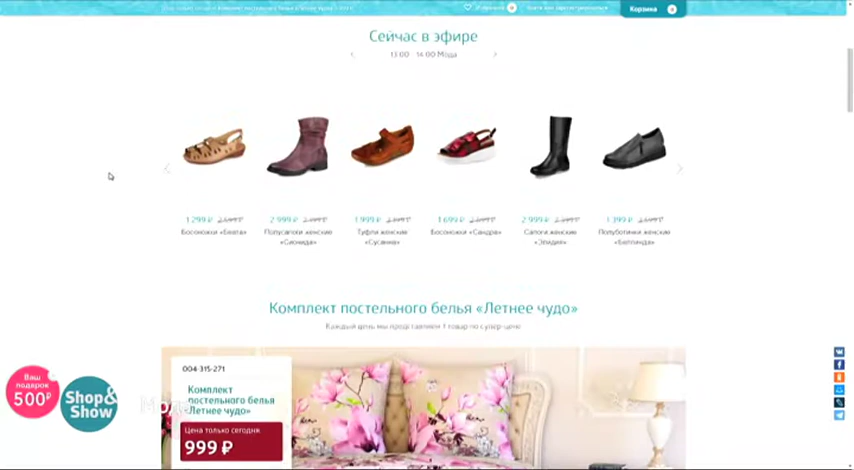 Корзина 0
Сейчас в эфире
13:00 - 14:00 Мода
1 299 ₽
2 999 ₽
1 999 ₽
1 699 ₽
2 999 ₽
1 399 ₽
Босоножки «Беата»
Полусапоги женские
Туфли женские
Босоножки «Сандра»
Сапоги женские
Полуботинки женские
«Сионида»
«Сусанна»
«Элидия»
«Беллинда»
Комплект постельного белья «Летнее чудо»
Каждый день мы представляем 1 товар по супер-цене
004-315-271
Комплект
постельного белья
"Летнее чудо"
Цена только сегодня
999 ₽
Ваш
подарок
500₽
Shop&
Show
Мода